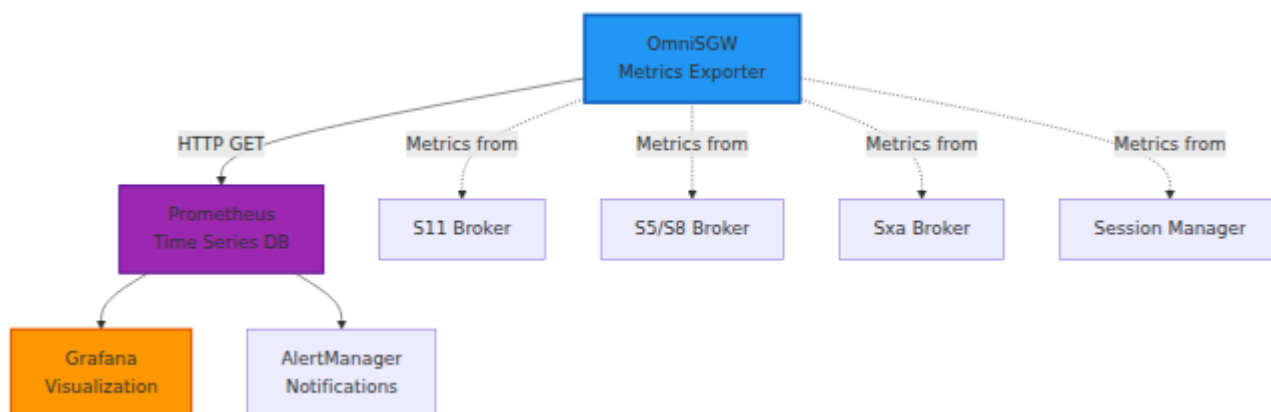 OmniSGW
Metrics Exporter
HTTP GET
Metrics from
Metrics from
Metrics from
Metrics from
Prometheus
Time Series DB
S11 Broker
S5/S8 Broker
Sxa Broker
Session Manager
Grafana
Visualization
AlertManager
Notifications